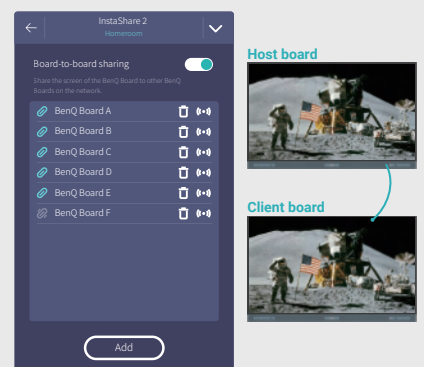 InstaShare 2
Homeroom
Board-to-board sharing
Share the screen of the BenQ Board to other BenQ
Boards on the network.
BenQ Board A
BenQ Board B
BenQ Board C
BenQ Board D
BenQ Board E
BenQ Board F
Add
Host board
Client board